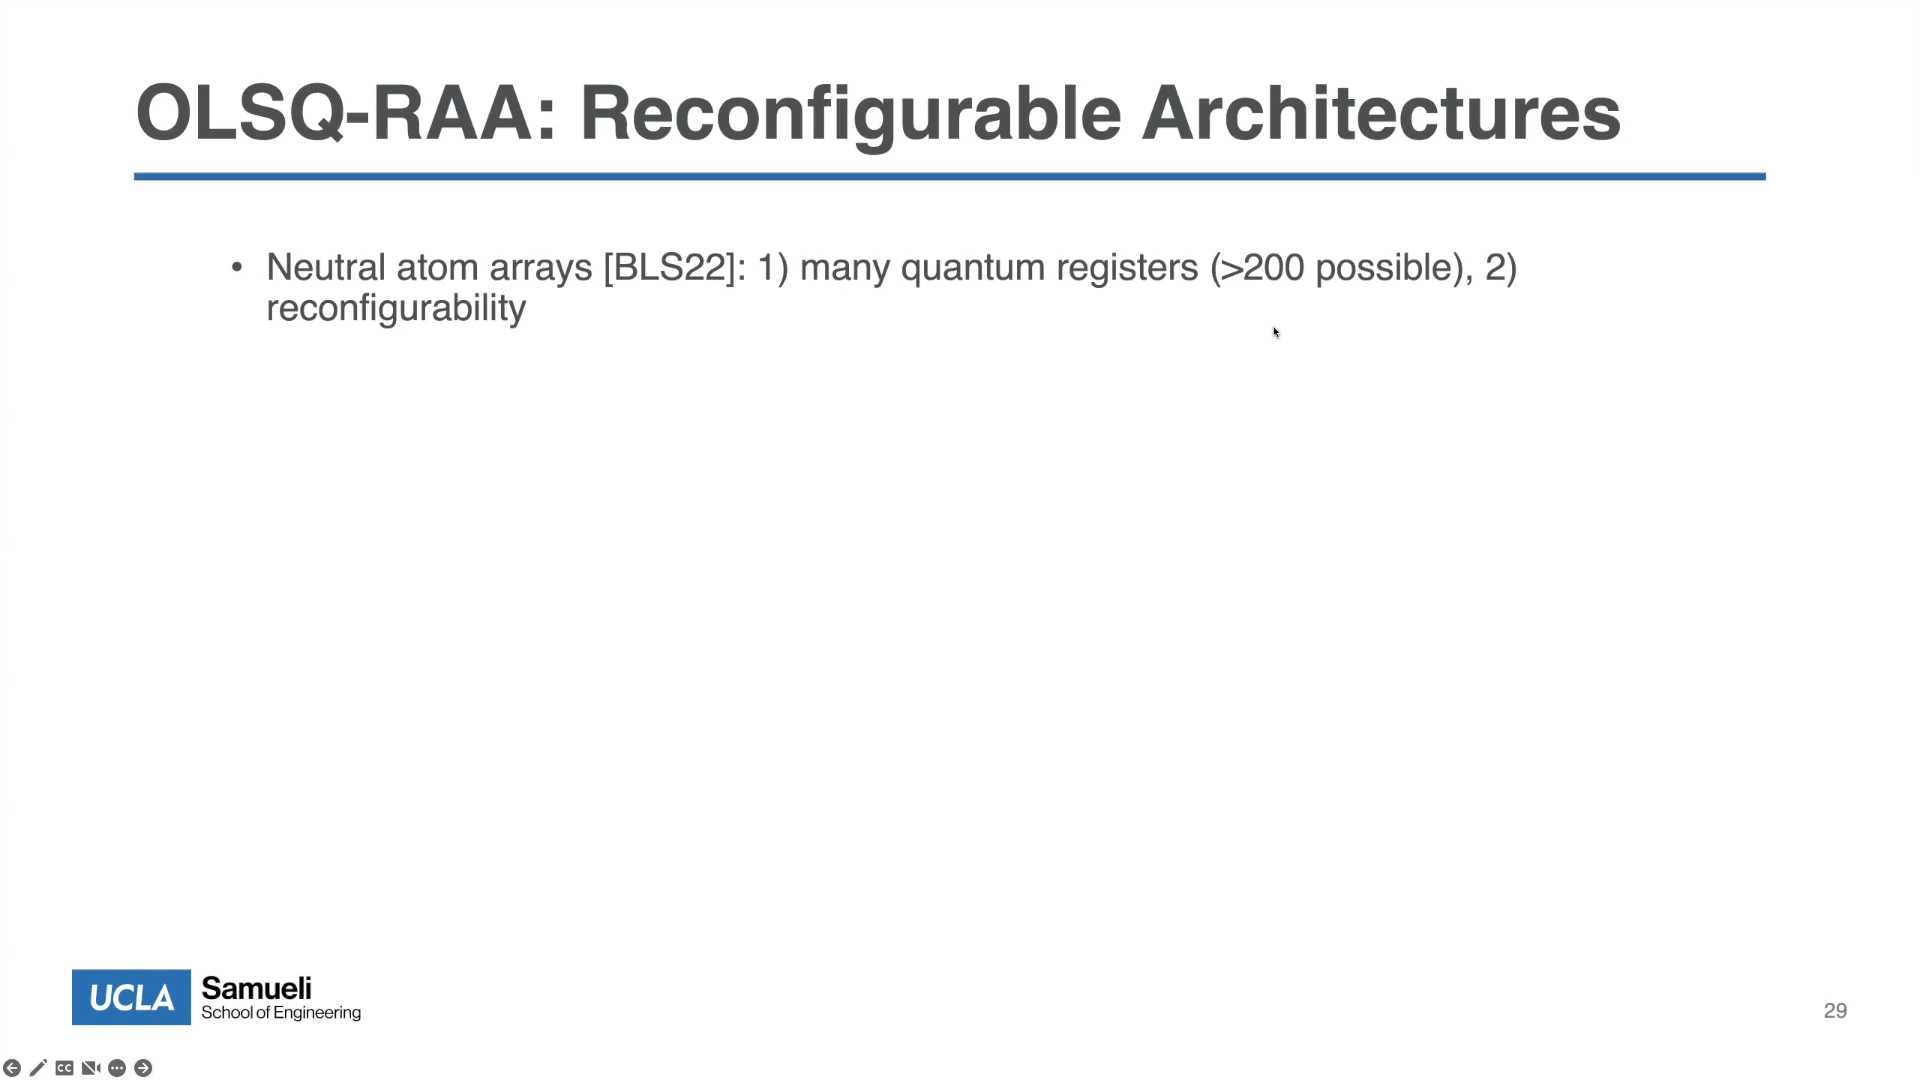 OLSQ-RAA: Reconfigurable Architectures
• Neutral atom arrays [BLS22]: 1) many quantum registers (>200 possible), 2)
reconfigurability
UCLA Samueli
School of Engineering
29
CC